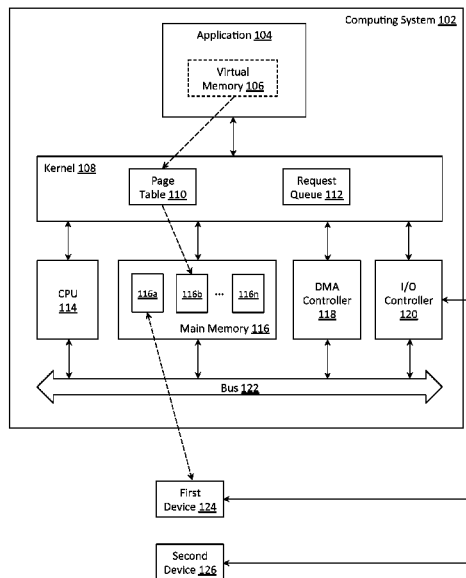 Computing System 102
Application 104
Virtual
Memory 106
Kernel 108
Page
Table 110
Request
Queue 112
CPU
114
116a
116b
...
116n
Main Memory 116
DMA
Controller
118
I/O
Controller
120
Bus 122
First
Device 124
Second
Device 126